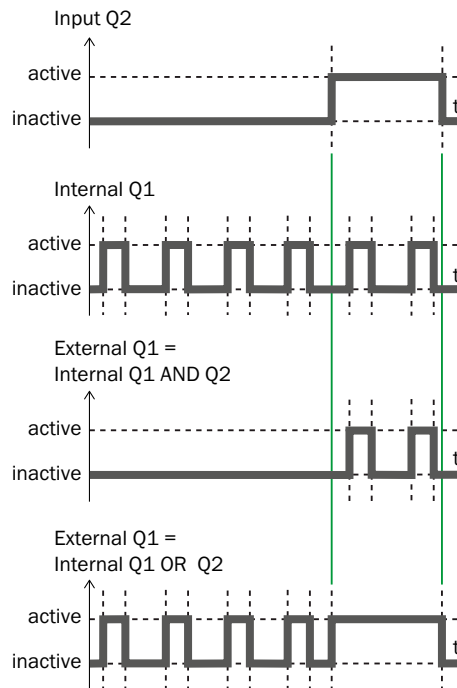 Input Q2
active
inactive
t
Internal Q1
active
inactive
t
External Q1 =
Internal Q1 AND Q2
active
inactive
t
External Q1 =
Internal Q1 OR Q2
active
inactive
t